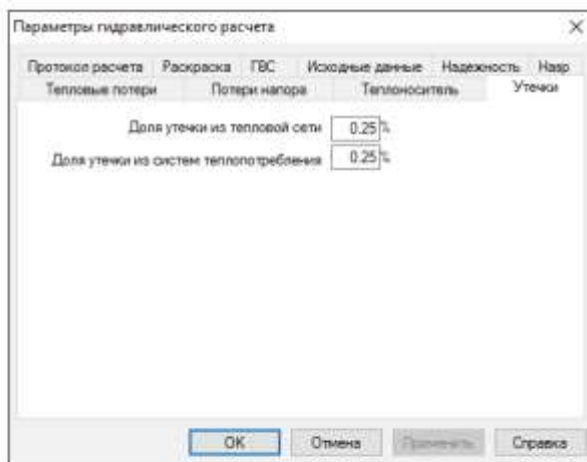 Параметры гидравлического расчета
Протокол расчета Раскраска ГВС Исходные данные Надежность Hasp
Тепловые потери Потери напора Теплоноситель Утечки
Доля утечки из тепловой сети 0.25 %
Доля утечки из систем теплопотребления 0.25 %
OK Отмена Применить Справка